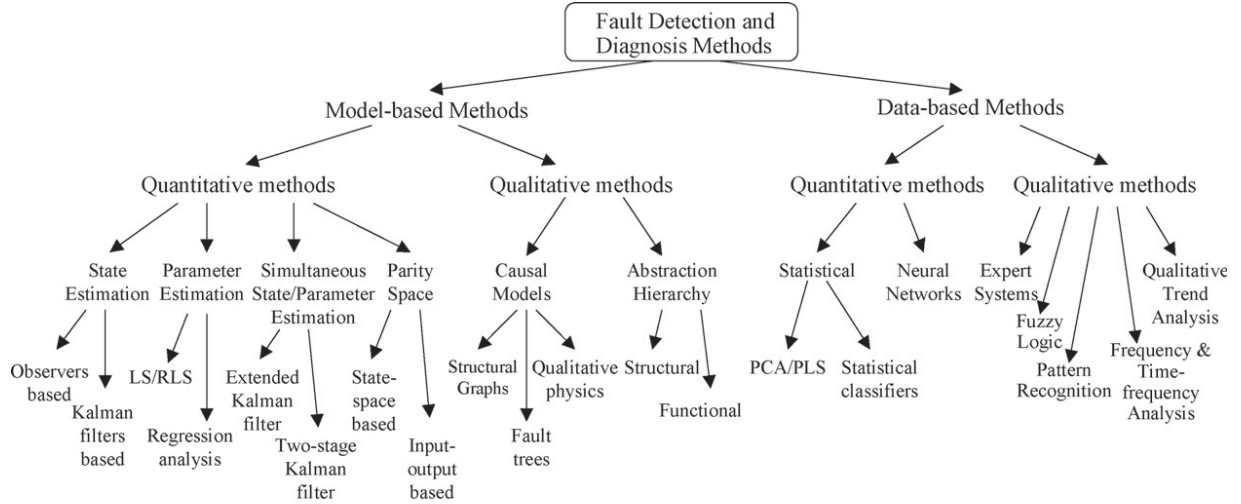 Fault Detection and
Diagnosis Methods
Model-based Methods
Data-based Methods
Quantitative methods
Qualitative methods
Quantitative methods
Qualitative methods
State
Estimation
Parameter
Estimation
Simultaneous
State/Parameter
Estimation
Parity
Space
Causal
Models
Abstraction
Hierarchy
Statistical
Neural
Networks
Expert
Systems
Fuzzy
Logic
Pattern
Recognition
Frequency &
Time-
frequency
Analysis
Qualitative
Trend
Analysis
Observers
based
Kalman
filters
based
LS/RLS
Regression
analysis
Extended
Kalman
filter
Two-stage
Kalman
filter
State-
space
based
Input-
output
based
Structural
Graphs
Fault
trees
Qualitative
physics
Structural
Functional
PCA/PLS
Statistical
classifiers